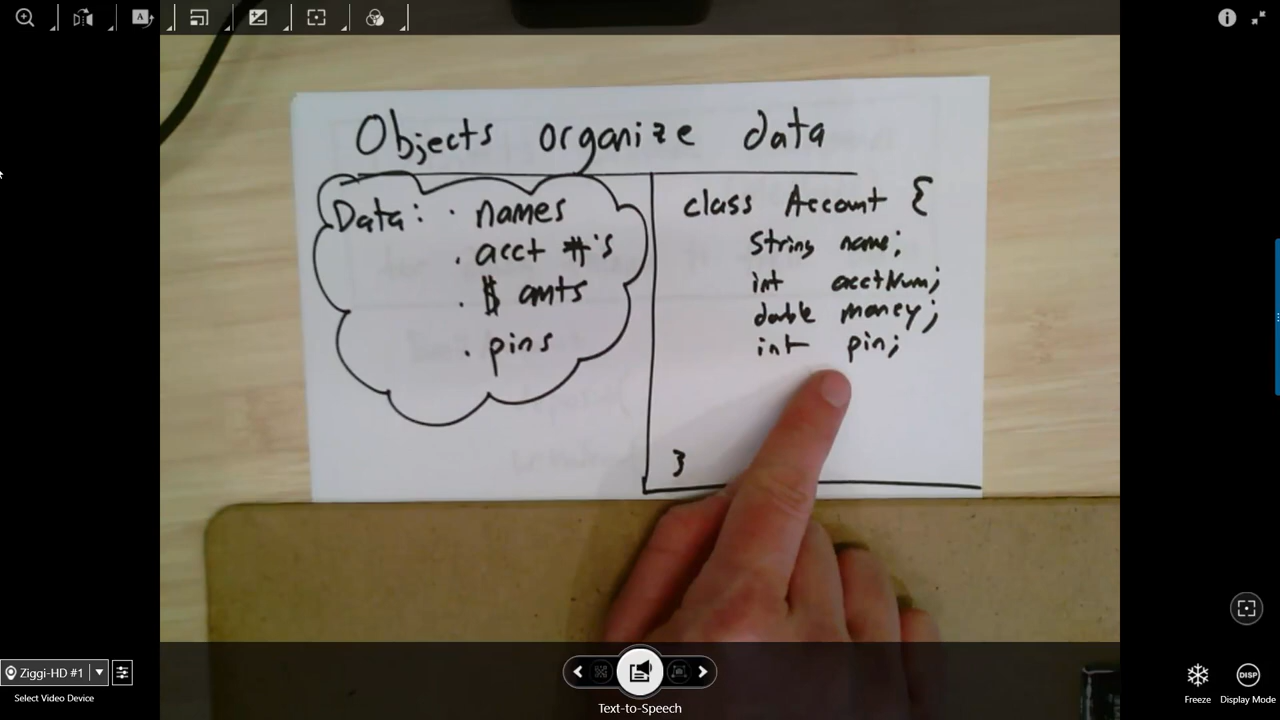 Objects organize data
Data: · names
· acct #'s
· $ amts
· pins
class Account {
String name;
int acctNum;
double money;
int pin;
}
Ziggi-HD #1
Select Video Device
Text-to-Speech
Freeze
DISP
Display Mode